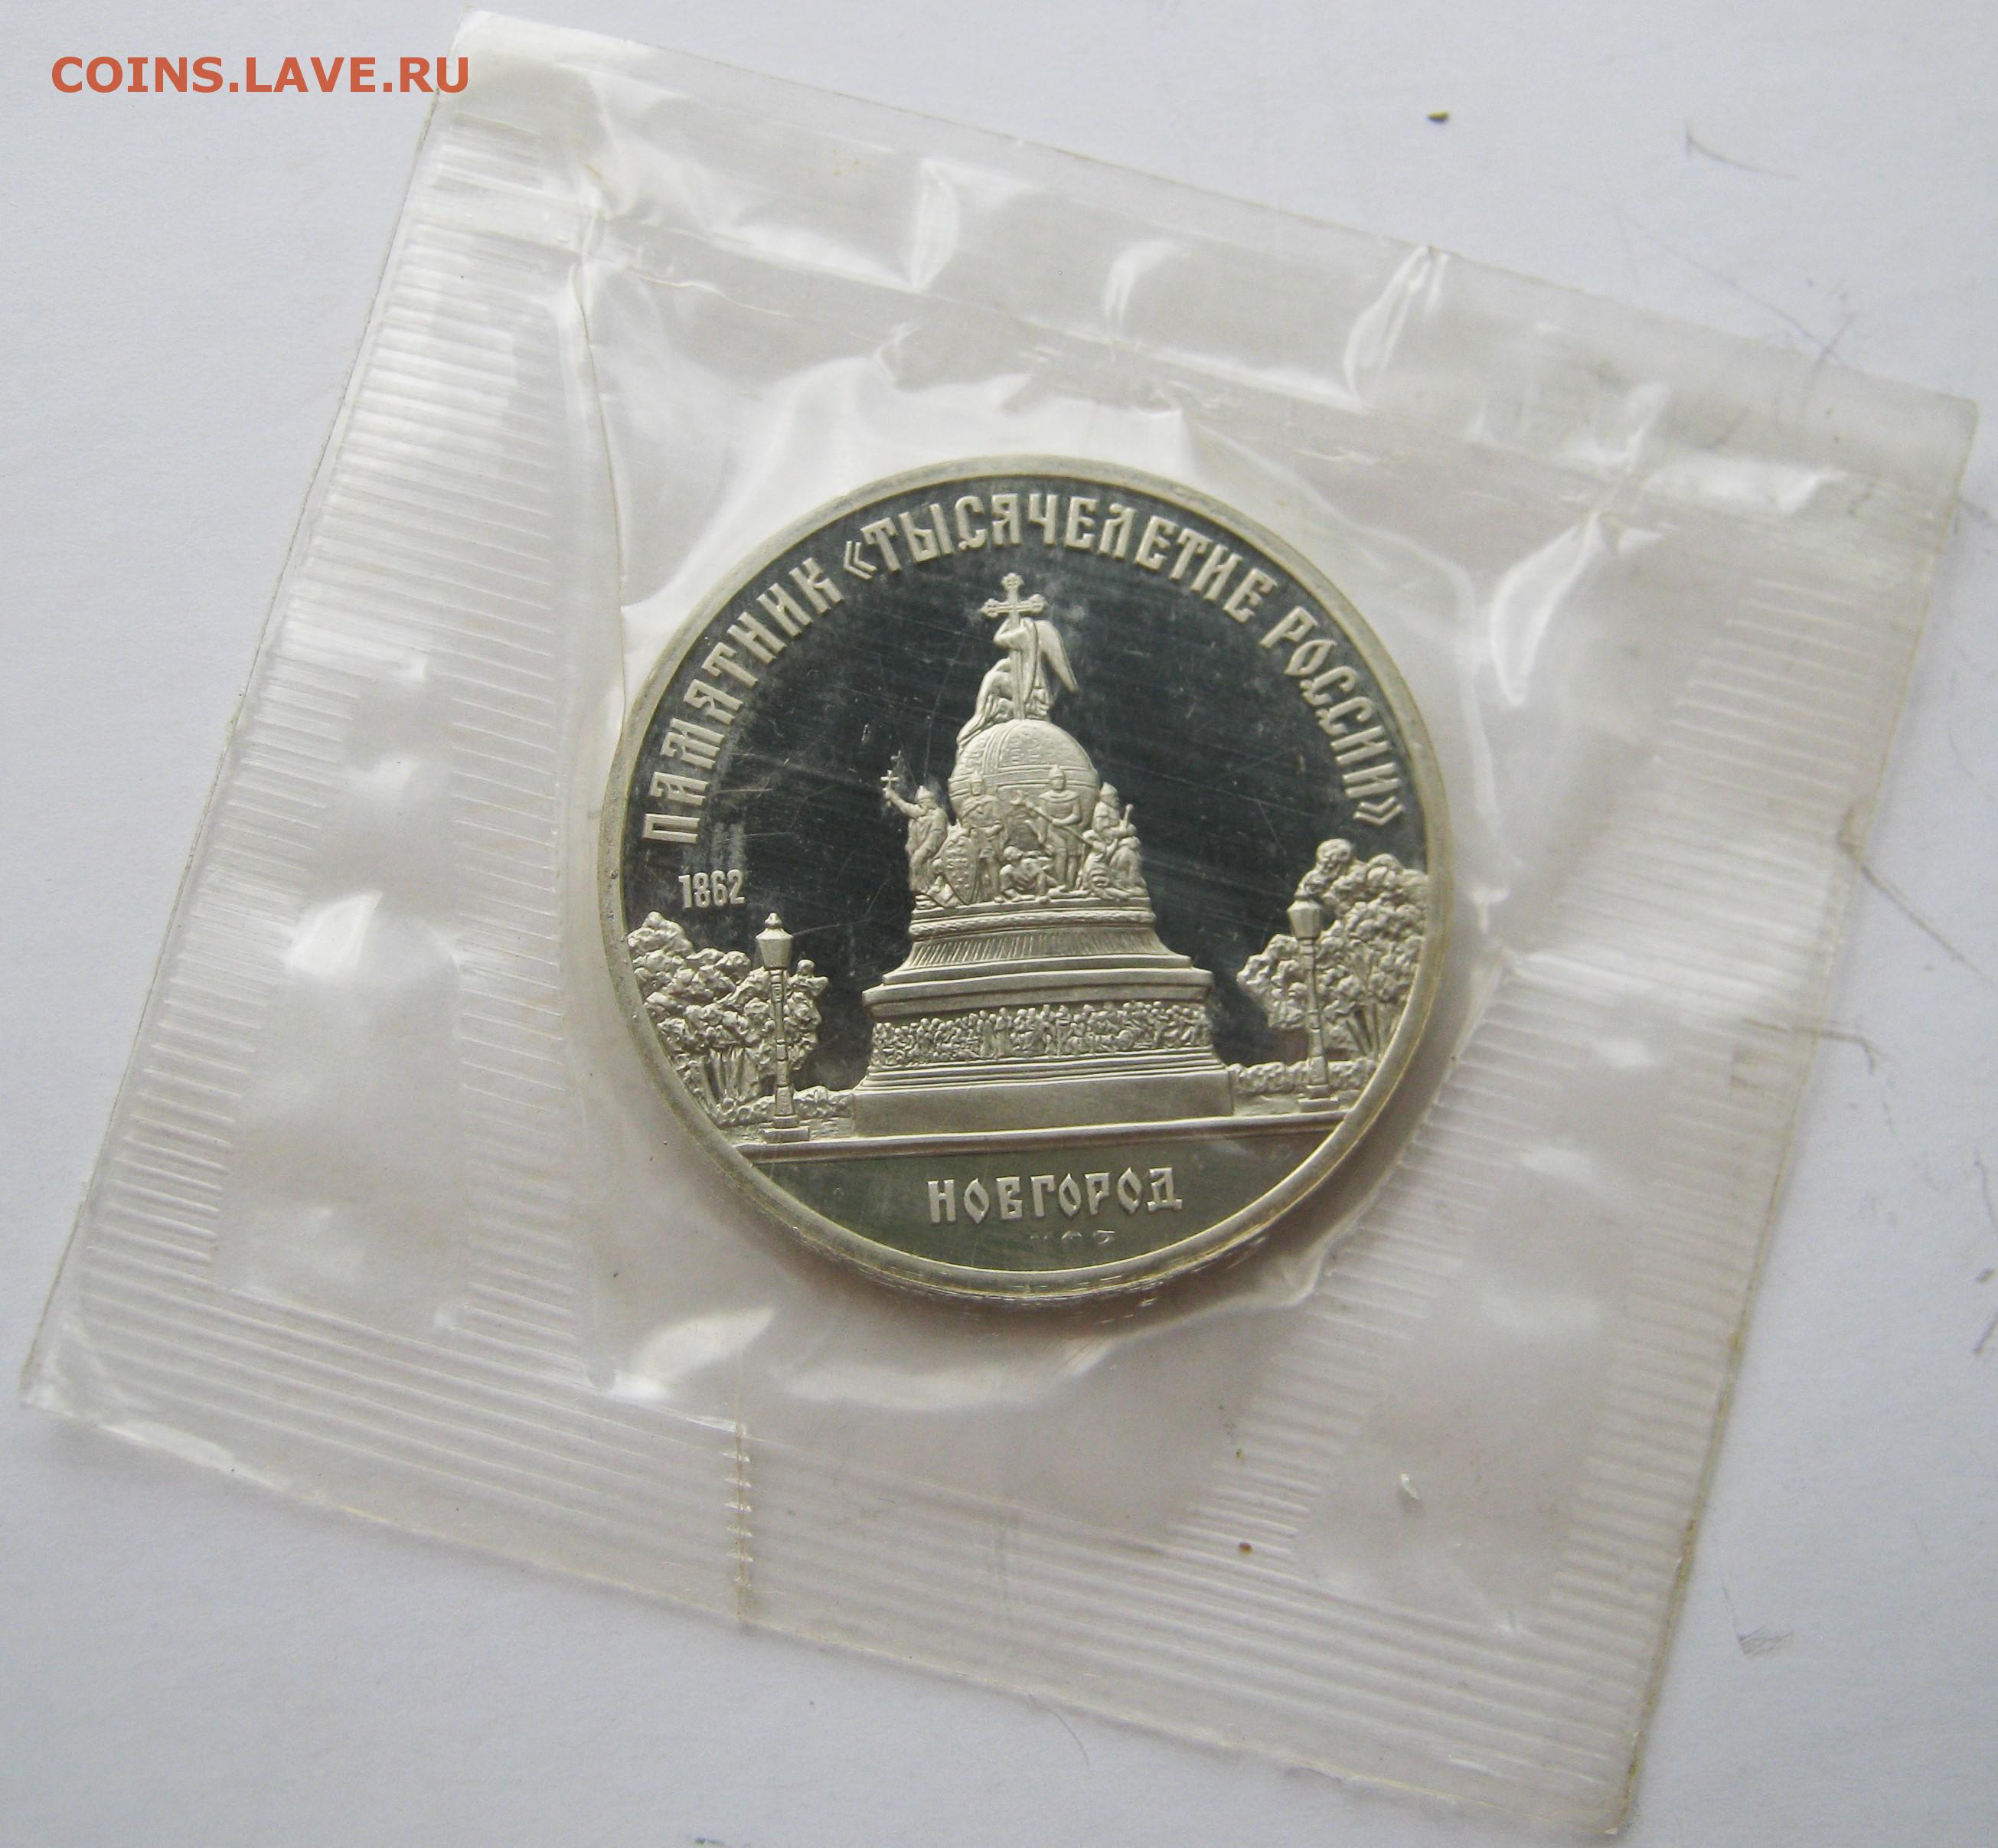 COINS.LAVE.RU
ПАМЯТНИК «ТЫСЯЧЕЛЕТИЕ РОССИИ»
1862
НОВГОРОД